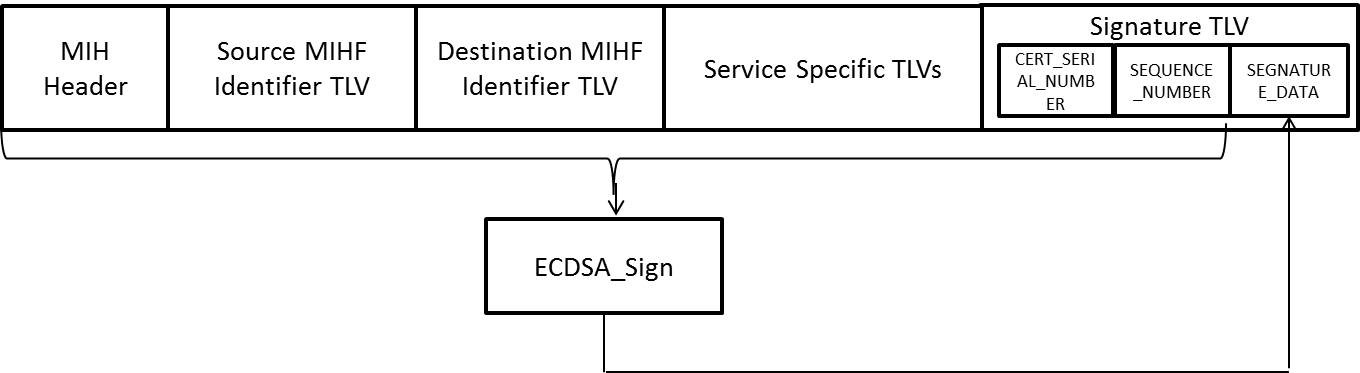 MIH
Header
Source MIHF
Identifier TLV
Destination MIHF
Identifier TLV
Service Specific TLVs
Signature TLV
CERT_SERI
AL_NUMB
ER
SEQUENCE
_NUMBER
SEGNATUR
E_DATA
ECDSA_Sign